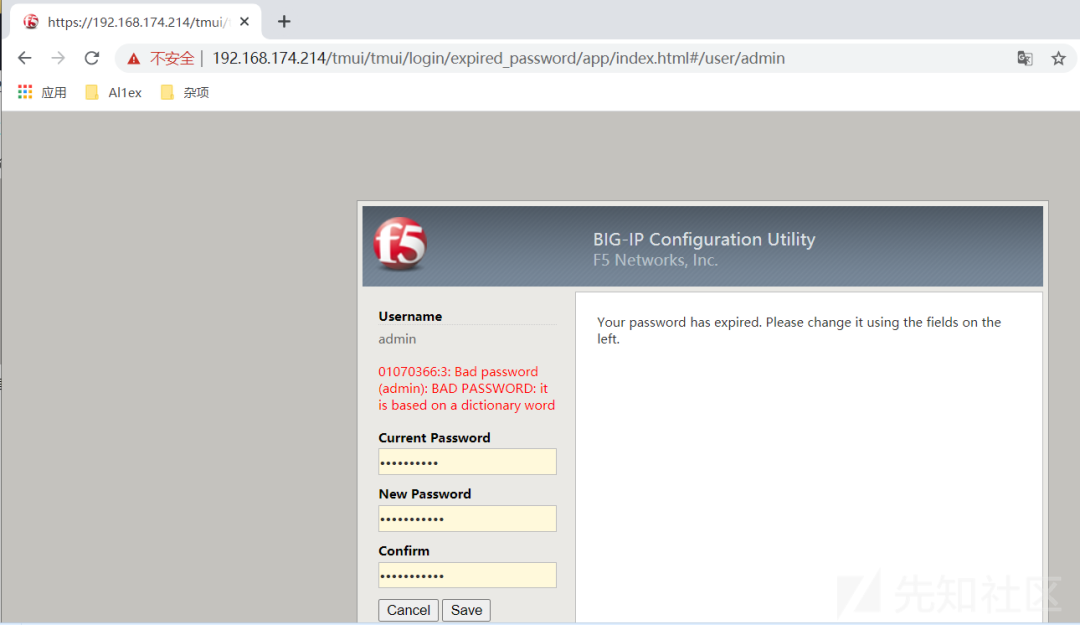 https://192.168.174.214/tmui/
不安全 | 192.168.174.214/tmui/tmui/login/expired_password/app/index.html#/user/admin
应用 Al1ex 杂项
f5
BIG-IP Configuration Utility
F5 Networks, Inc.
Username
admin
01070366:3: Bad password
(admin): BAD PASSWORD: it
is based on a dictionary word
Current Password
••••••••••
New Password
•••••••••••
Confirm
•••••••••••
Cancel Save
Your password has expired. Please change it using the fields on the
left.
先知社区